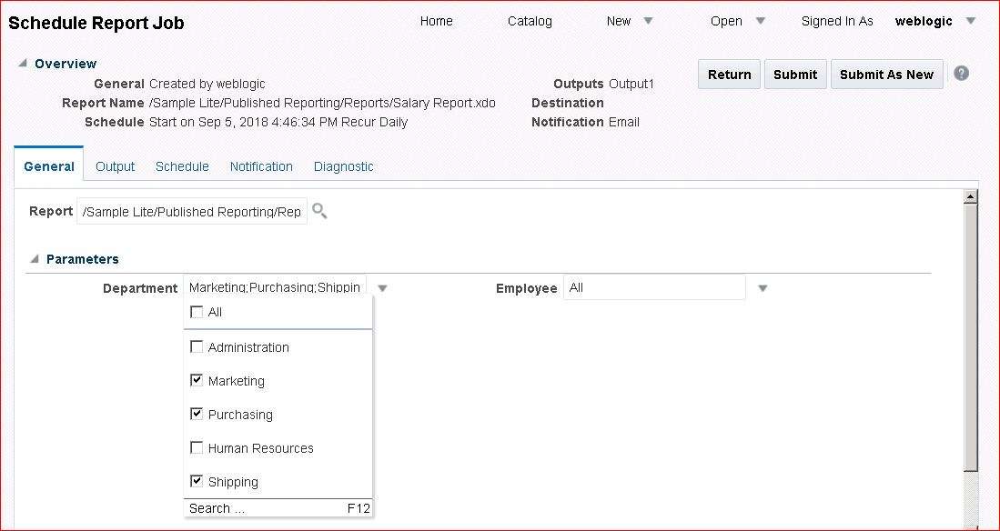 Schedule Report Job Home Catalog New Open Signed In As weblogic
Overview
Return Submit Submit As New ?
General Created by weblogic Outputs Output1
Report Name /Sample Lite/Published Reporting/Reports/Salary Report.xdo Destination
Schedule Start on Sep 5, 2018 4:46:34 PM Recur Daily Notification Email
General Output Schedule Notification Diagnostic
Report /Sample Lite/Published Reporting/Rep
Parameters
Department Marketing;Purchasing;Shippin Employee All
All
Administration
Marketing
Purchasing
Human Resources
Shipping
Search ... F12